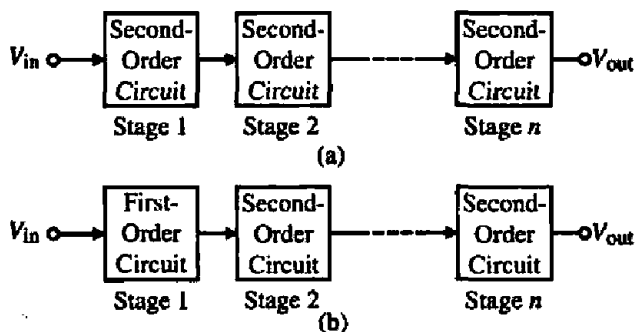 Second- Second- Second-
V_in Order Order Order V_out
Circuit Circuit Circuit
Stage 1 Stage 2 Stage n
(a)
First- Second- Second-
V_in Order Order Order V_out
Circuit Circuit Circuit
Stage 1 Stage 2 Stage n
(b)